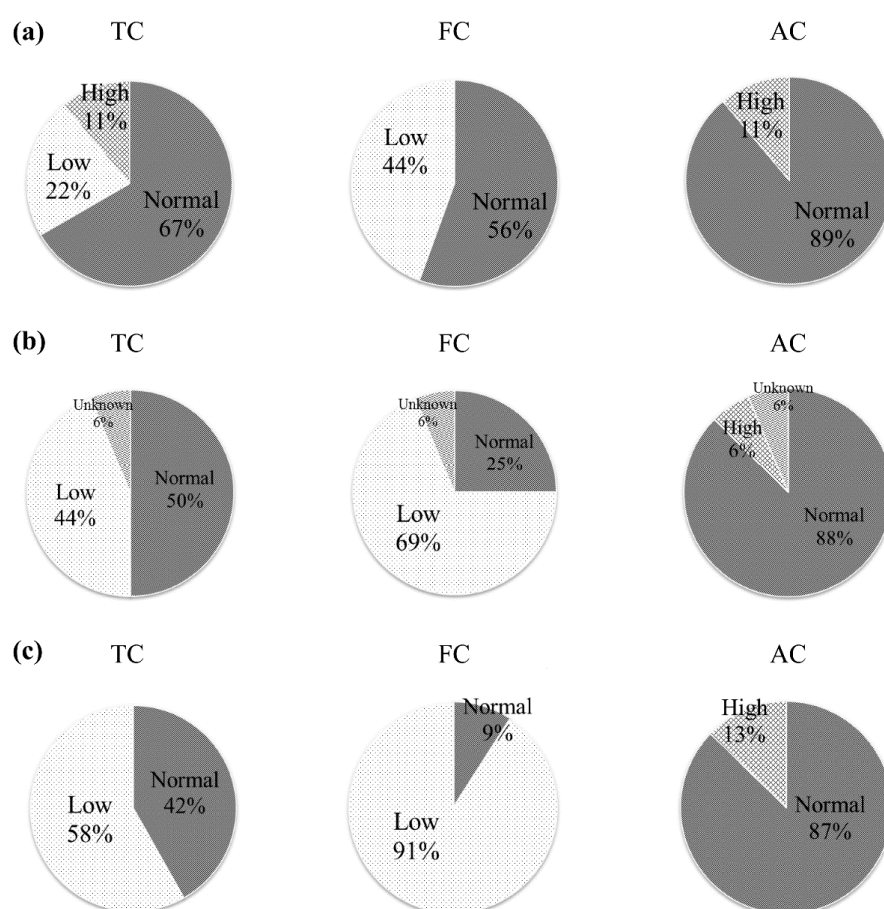 (a) TC FC AC
High
11%
Low
22%
Normal
67%
Low
44%
Normal
56%
High
11%
Normal
89%
(b) TC FC AC
Unknown
6%
Low
44%
Normal
50%
Unknown
6%
Normal
25%
Low
69%
Unknown
6%
High
6%
Normal
88%
(c) TC FC AC
Low
58%
Normal
42%
Normal
9%
Low
91%
High
13%
Normal
87%